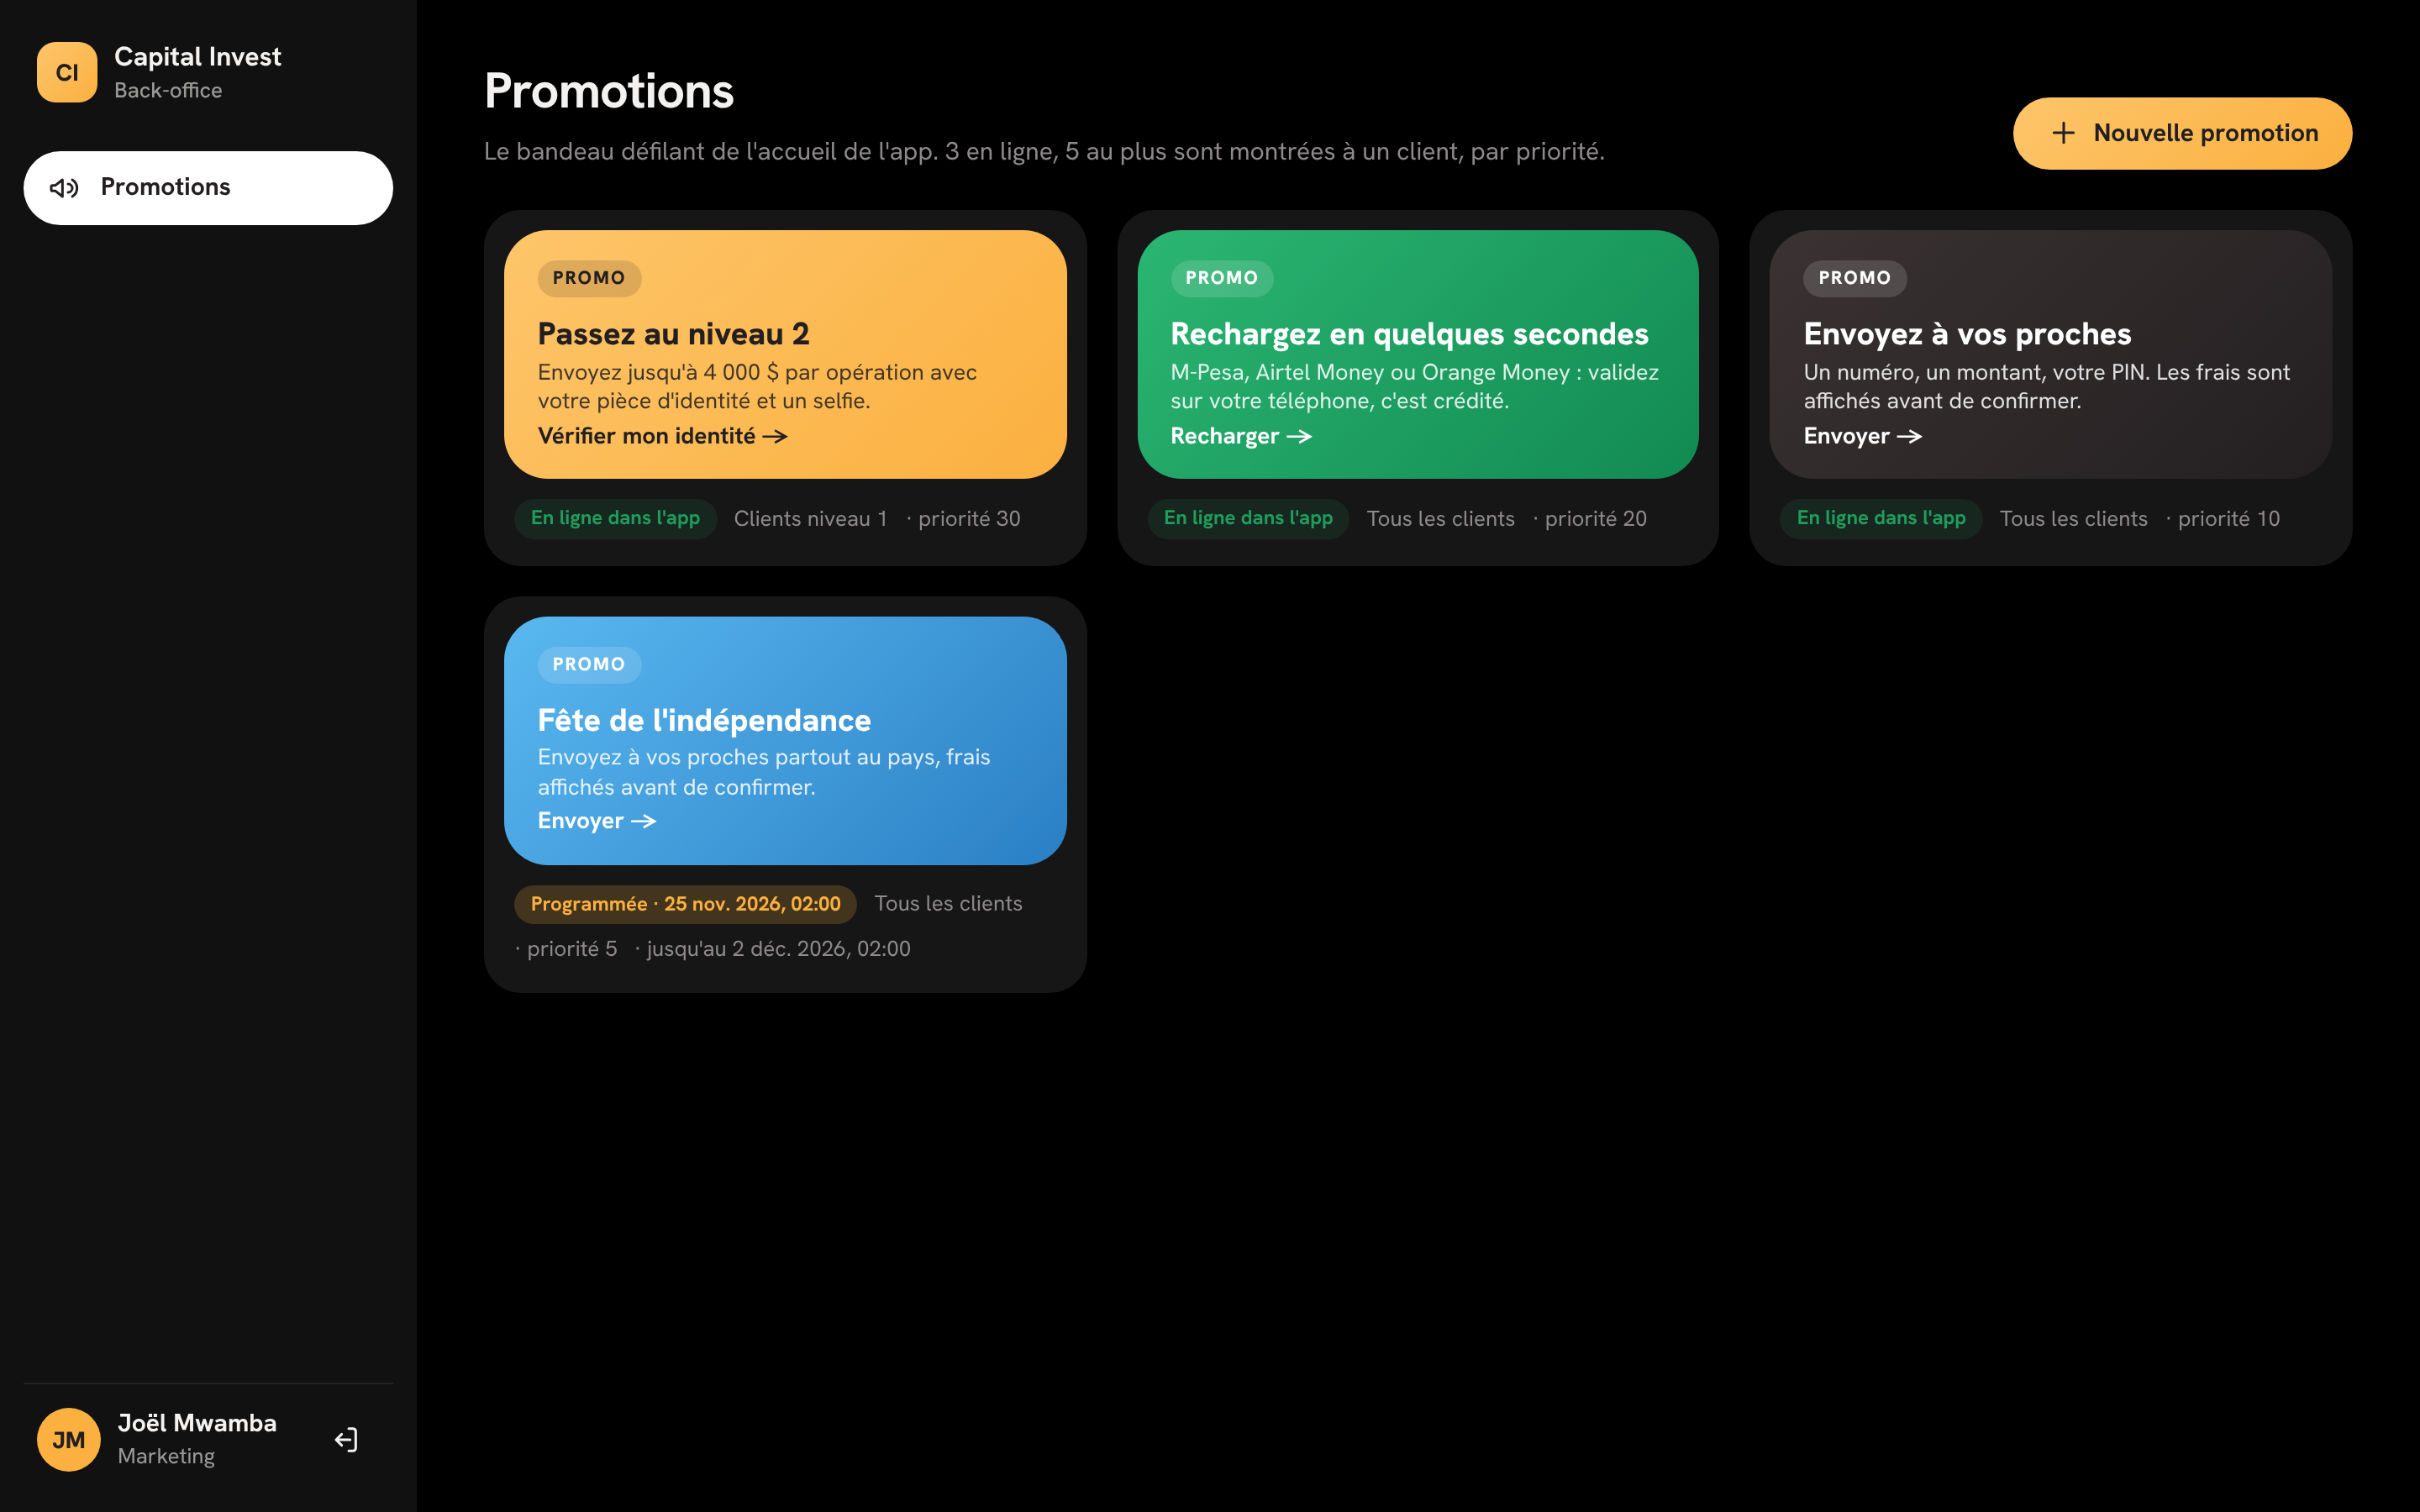 CI
Capital Invest
Back-office
Promotions
Promotions
Le bandeau défilant de l'accueil de l'app. 3 en ligne, 5 au plus sont montrées à un client, par priorité.
+ Nouvelle promotion
PROMO
Passez au niveau 2
Envoyez jusqu'à 4 000 $ par opération avec
votre pièce d'identité et un selfie.
Vérifier mon identité →
En ligne dans l'app Clients niveau 1 · priorité 30
PROMO
Rechargez en quelques secondes
M-Pesa, Airtel Money ou Orange Money : validez
sur votre téléphone, c'est crédité.
Recharger →
En ligne dans l'app Tous les clients · priorité 20
PROMO
Envoyez à vos proches
Un numéro, un montant, votre PIN. Les frais sont
affichés avant de confirmer.
Envoyer →
En ligne dans l'app Tous les clients · priorité 10
PROMO
Fête de l'indépendance
Envoyez à vos proches partout au pays, frais
affichés avant de confirmer.
Envoyer →
Programmée · 25 nov. 2026, 02:00 Tous les clients
· priorité 5 · jusqu'au 2 déc. 2026, 02:00
JM
Joël Mwamba
Marketing